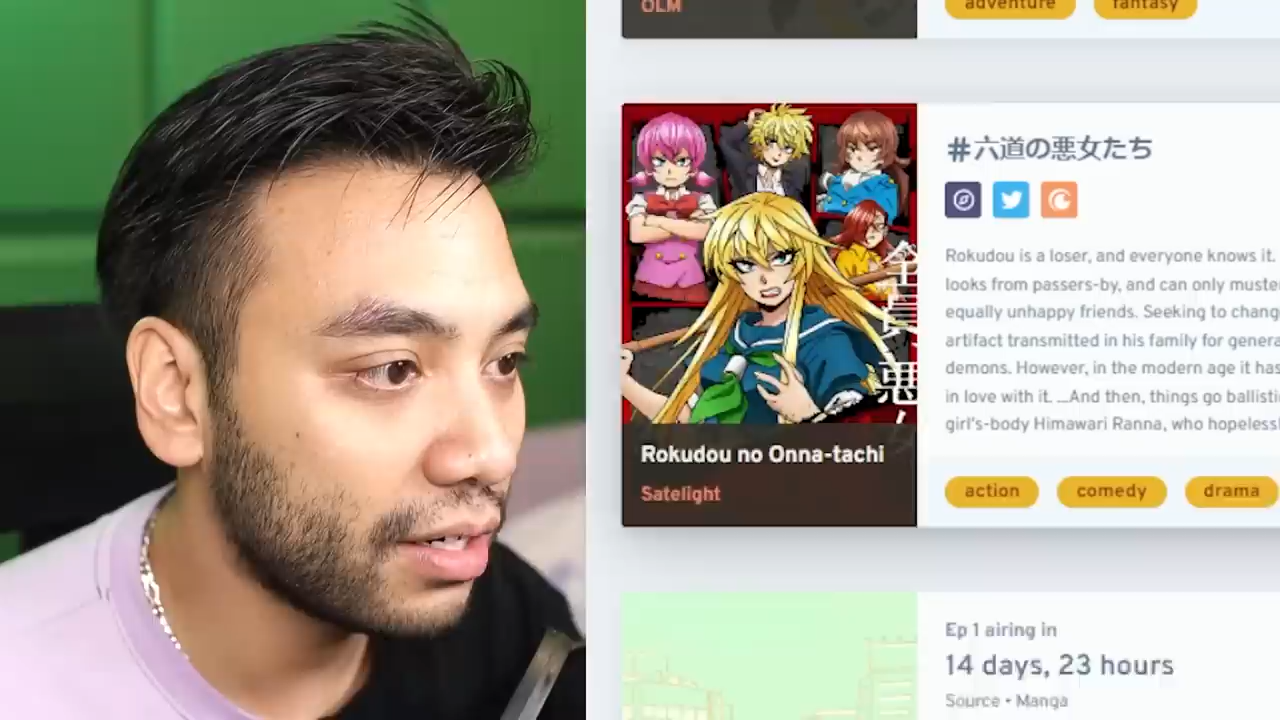 OLM
adventure
fantasy
#六道の悪女たち
Rokudou is a loser, and everyone knows it.
looks from passers-by, and can only muste
equally unhappy friends. Seeking to chang
artifact transmitted in his family for genera
demons. However, in the modern age it has
in love with it. ...And then, things go ballisti
girl's-body Himawari Ranna, who hopeless
全員、悪
Rokudou no Onna-tachi
Satelight
action
comedy
drama
Ep 1 airing in
14 days, 23 hours
Source • Manga